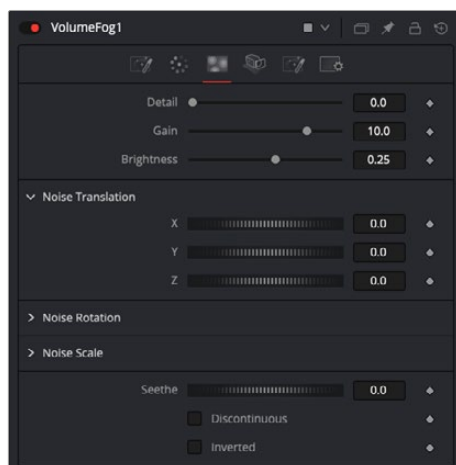 VolumeFog1
Detail 0.0
Gain 10.0
Brightness 0.25
Noise Translation
X 0.0
Y 0.0
Z 0.0
Noise Rotation
Noise Scale
Seethe 0.0
Discontinuous
Inverted